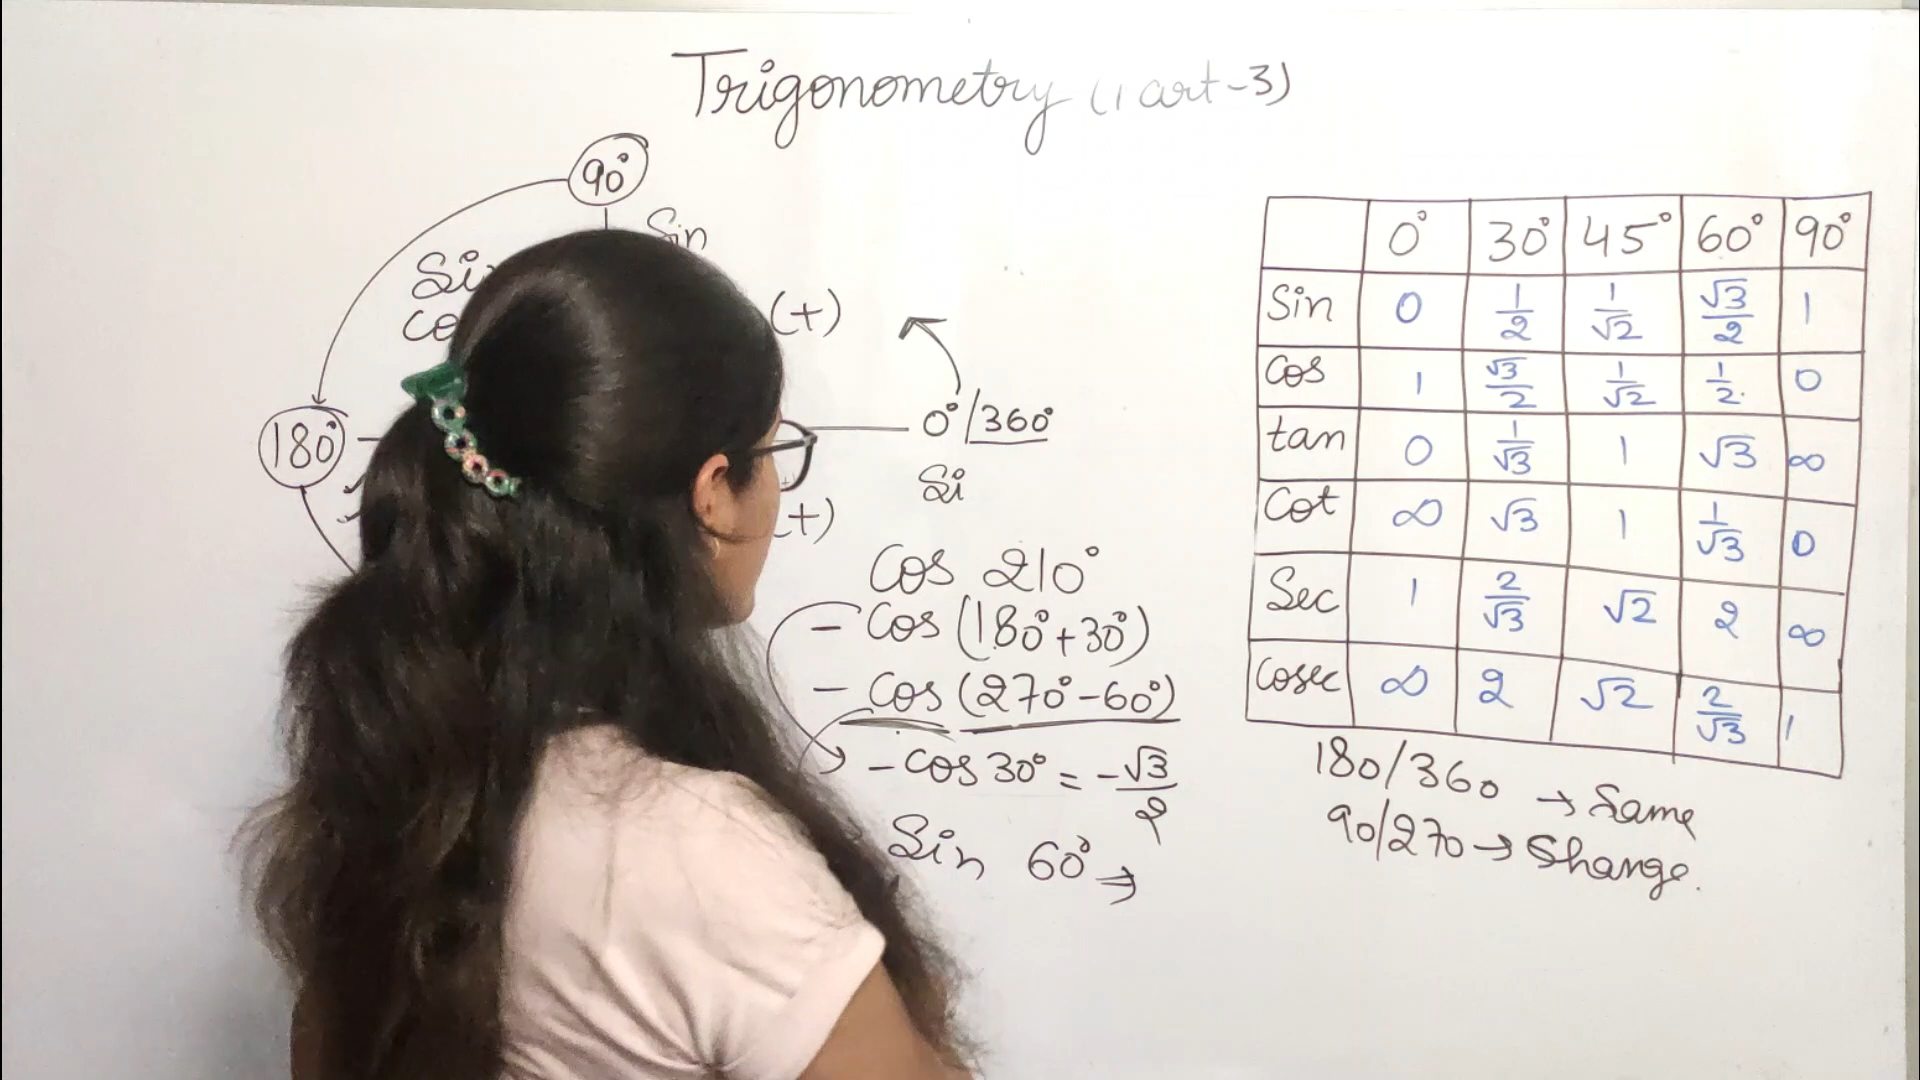 Trigonometry (Part-3)
90°
Sin
(+)
180°
0°/360°
Si
(+)
Cos 210°
- Cos (180°+30°)
- Cos (270°-60°)
- Cos 30° = -√3/2
Sin 60° →
0° 30° 45° 60° 90°
Sin 0 1/2 1/√2 √3/2 1
Cos 1 √3/2 1/√2 1/2 0
tan 0 1/√3 1 √3 ∞
Cot ∞ √3 1 1/√3 0
Sec 1 2/√3 √2 2 ∞
Cosec ∞ 2 √2 2/√3 1
180/360 → Same
90/270 → Shange.